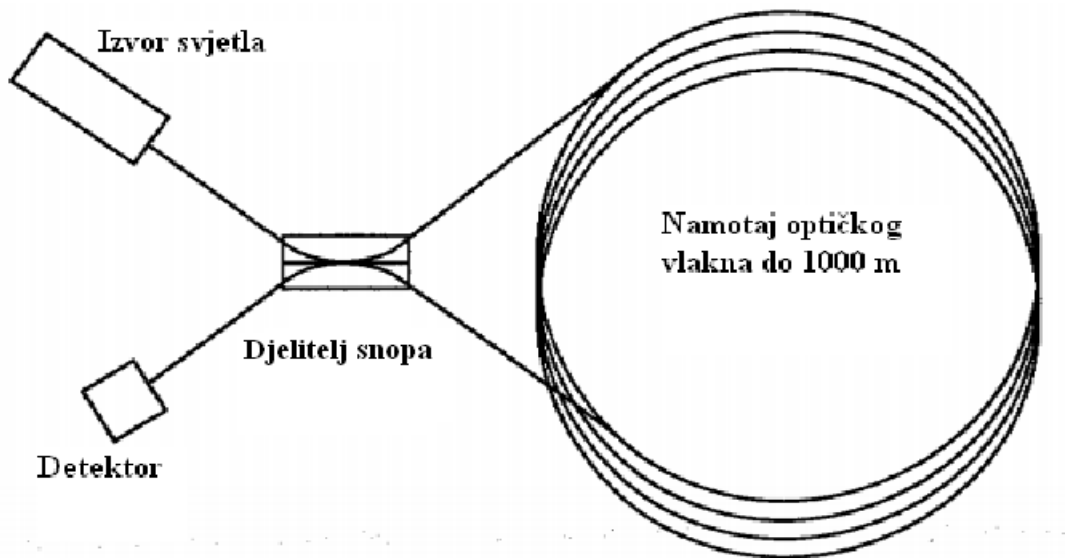 Izvor svjetla
Namotaj optičkog
vlakna do 1000 m
Djelitelj snopa
Detektor